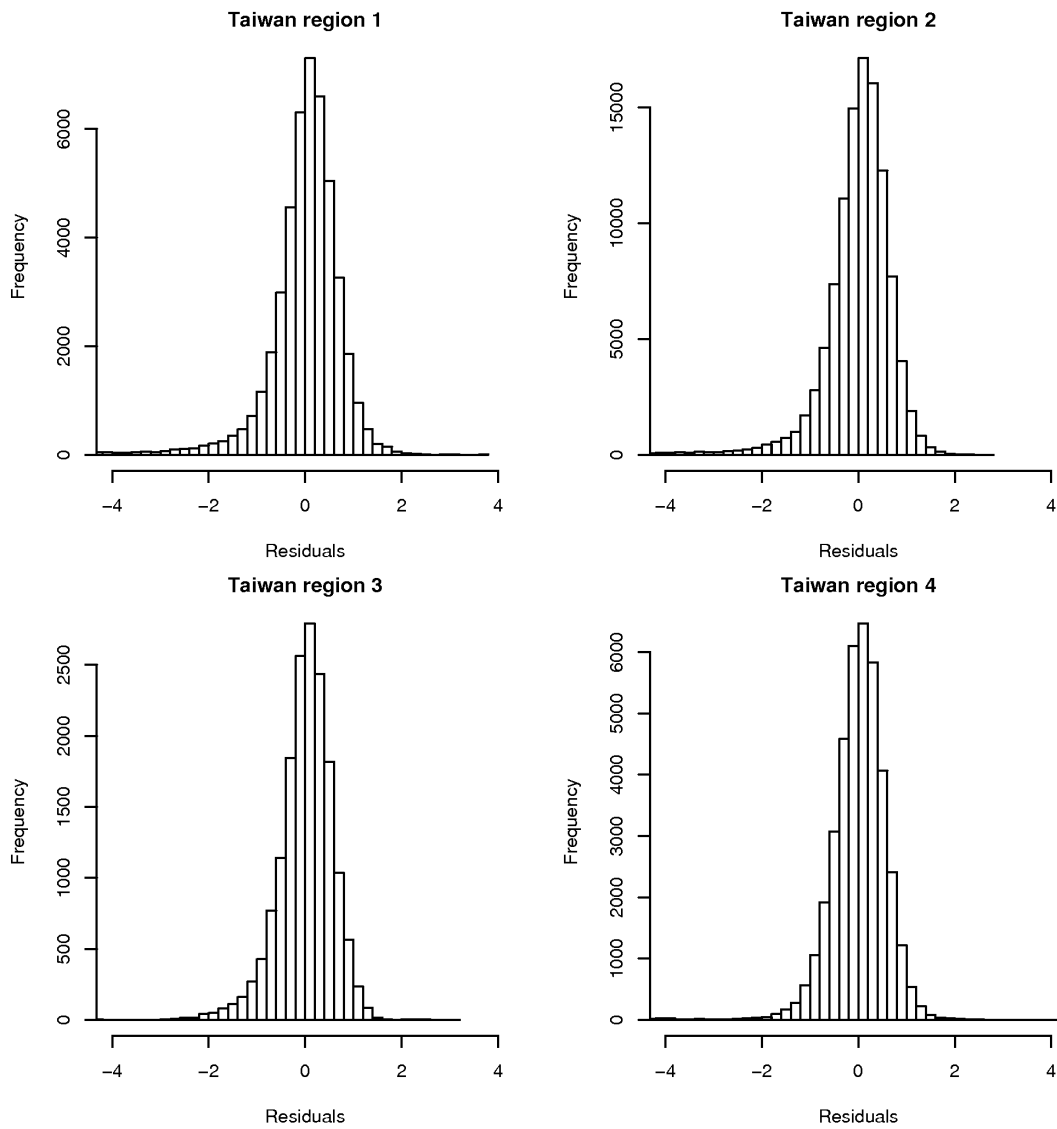 Taiwan region 1
Frequency
6000
4000
2000
0
−4 −2 0 2 4
Residuals
Taiwan region 2
Frequency
15000
10000
5000
0
−4 −2 0 2 4
Residuals
Taiwan region 3
Frequency
2500
2000
1500
1000
500
0
−4 −2 0 2 4
Residuals
Taiwan region 4
Frequency
6000
5000
4000
3000
2000
1000
0
−4 −2 0 2 4
Residuals